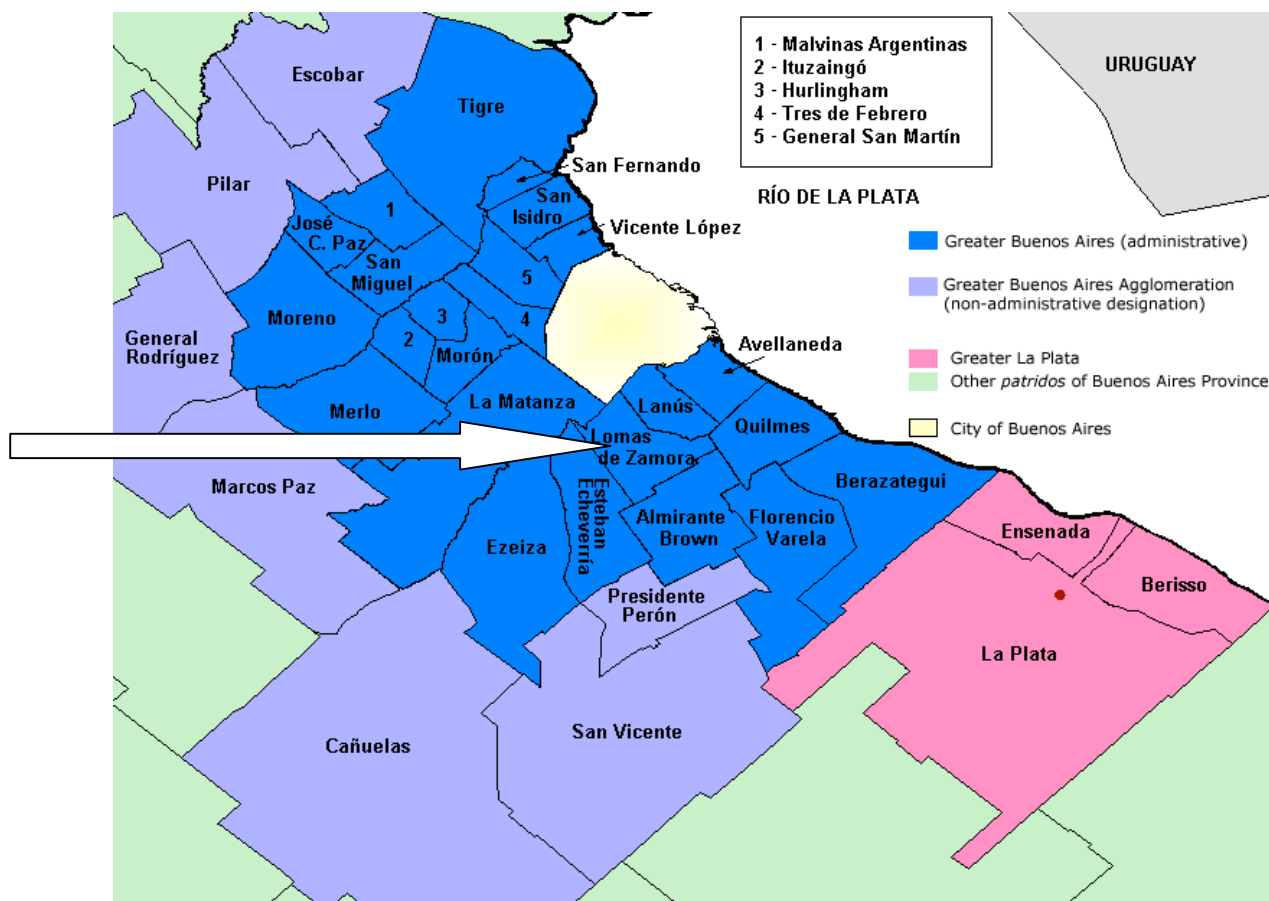 1 - Malvinas Argentinas
2 - Ituzaingó
3 - Hurlingham
4 - Tres de Febrero
5 - General San Martín
URUGUAY
Escobar
Tigre
San Fernando
Pilar
San
Isidro
RÍO DE LA PLATA
1
José
C. Paz
Vicente López
Greater Buenos Aires (administrative)
San
Miguel
5
Greater Buenos Aires Agglomeration
(non-administrative designation)
Moreno
3
4
General
Rodríguez
2
Morón
Avellaneda
Greater La Plata
Other patridos of Buenos Aires Province
Merlo
La Matanza
Lanús
Quilmes
City of Buenos Aires
Lomas
de Zamora
Marcos Paz
Esteban
Echeverría
Berazategui
Almirante
Brown
Florencio
Varela
Ezeiza
Ensenada
Berisso
Presidente
Perón
La Plata
Cañuelas
San Vicente